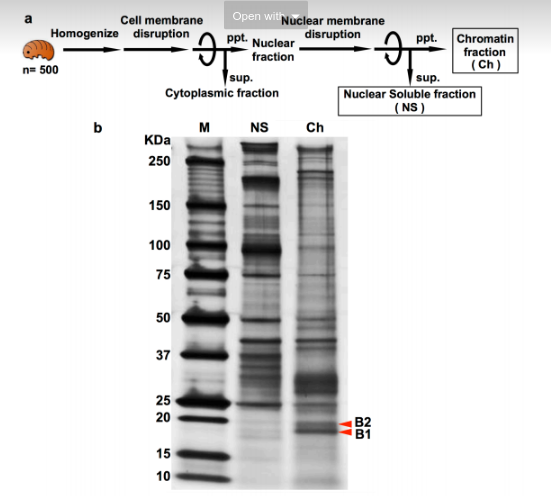 Open with
a
Homogenize
Cell membrane
disruption
ppt.
Nuclear
fraction
Nuclear membrane
disruption
ppt.
Chromatin
fraction
( Ch )
n= 500
sup.
Cytoplasmic fraction
sup.
Nuclear Soluble fraction
( NS )
b
M NS Ch
KDa
250
150
100
75
50
37
25
20
15
10
B2
B1